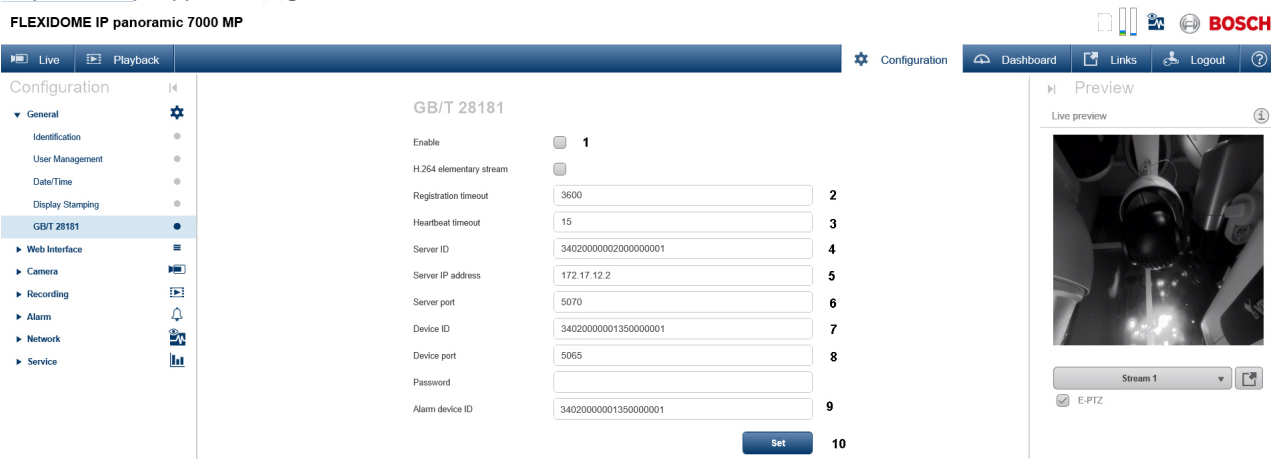 FLEXIDOME IP panoramic 7000 MP
BOSCH
Live Playback Configuration Dashboard Links Logout ?
Configuration
General
Identification
User Management
Date/Time
Display Stamping
GB/T 28181
Web Interface
Camera
Recording
Alarm
Network
Service
GB/T 28181
Enable 1
H.264 elementary stream
Registration timeout 3600 2
Heartbeat timeout 15 3
Server ID 34020000002000000001 4
Server IP address 172.17.12.2 5
Server port 5070 6
Device ID 34020000001350000001 7
Device port 5065 8
Password
Alarm device ID 34020000001350000001 9
Set 10
Preview
Live preview i
Stream 1
E-PTZ